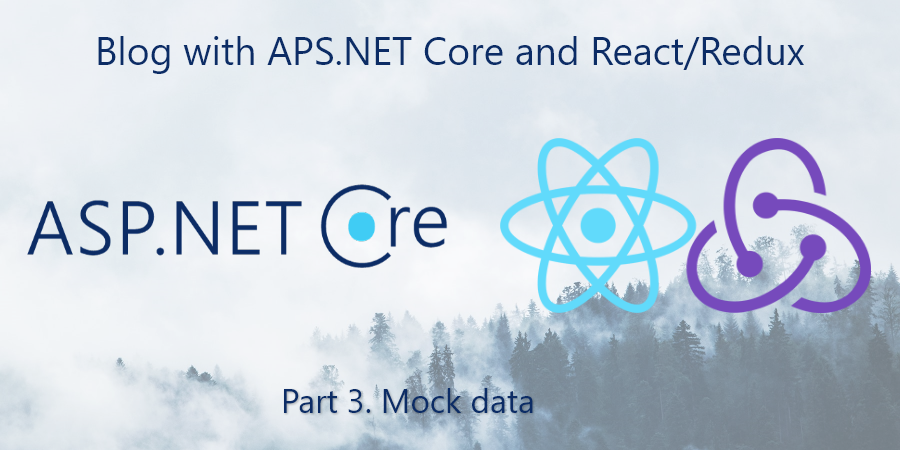 Blog with APS.NET Core and React/Redux
ASP.NET Core
Part 3. Mock data